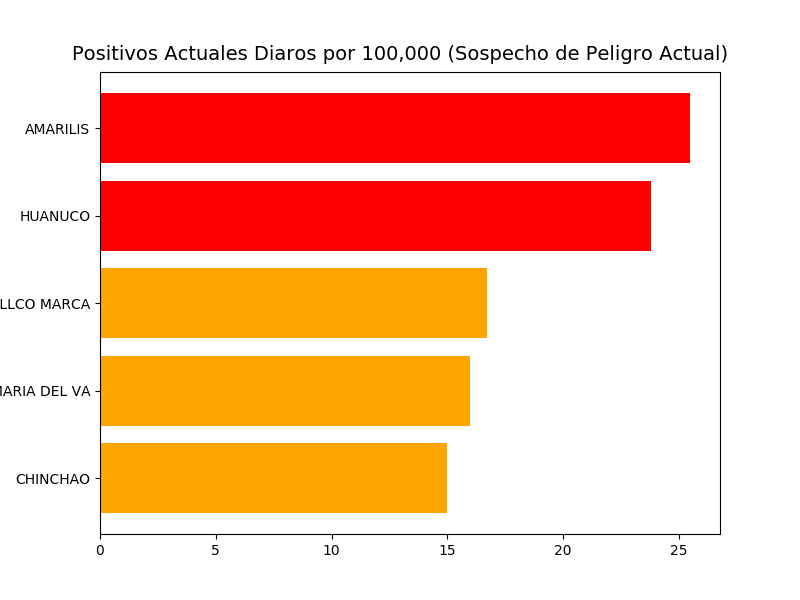 Positivos Actuales Diaros por 100,000 (Sospecho de Peligro Actual)
AMARILIS
HUANUCO
LLCO MARCA
MARIA DEL VA
CHINCHAO
0 5 10 15 20 25